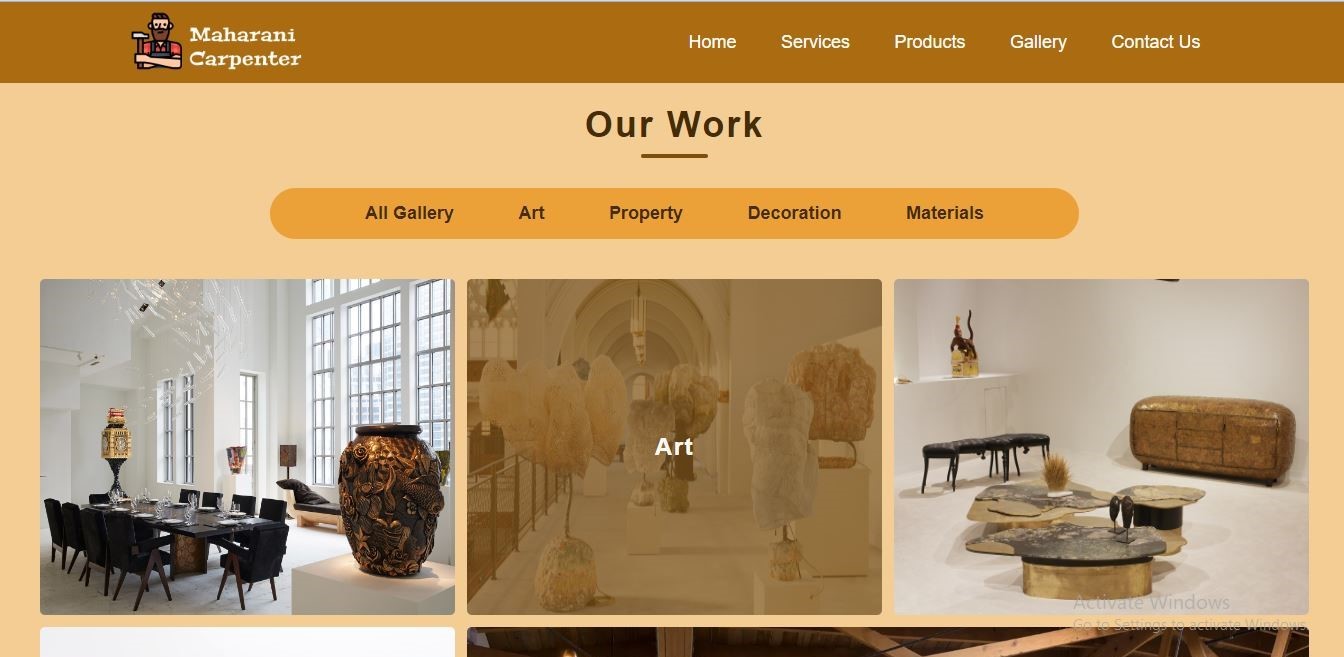 Maharani
Carpenter
Home Services Products Gallery Contact Us
Our Work
All Gallery Art Property Decoration Materials
Art
Activate Windows
Go to Settings to activate Windows.